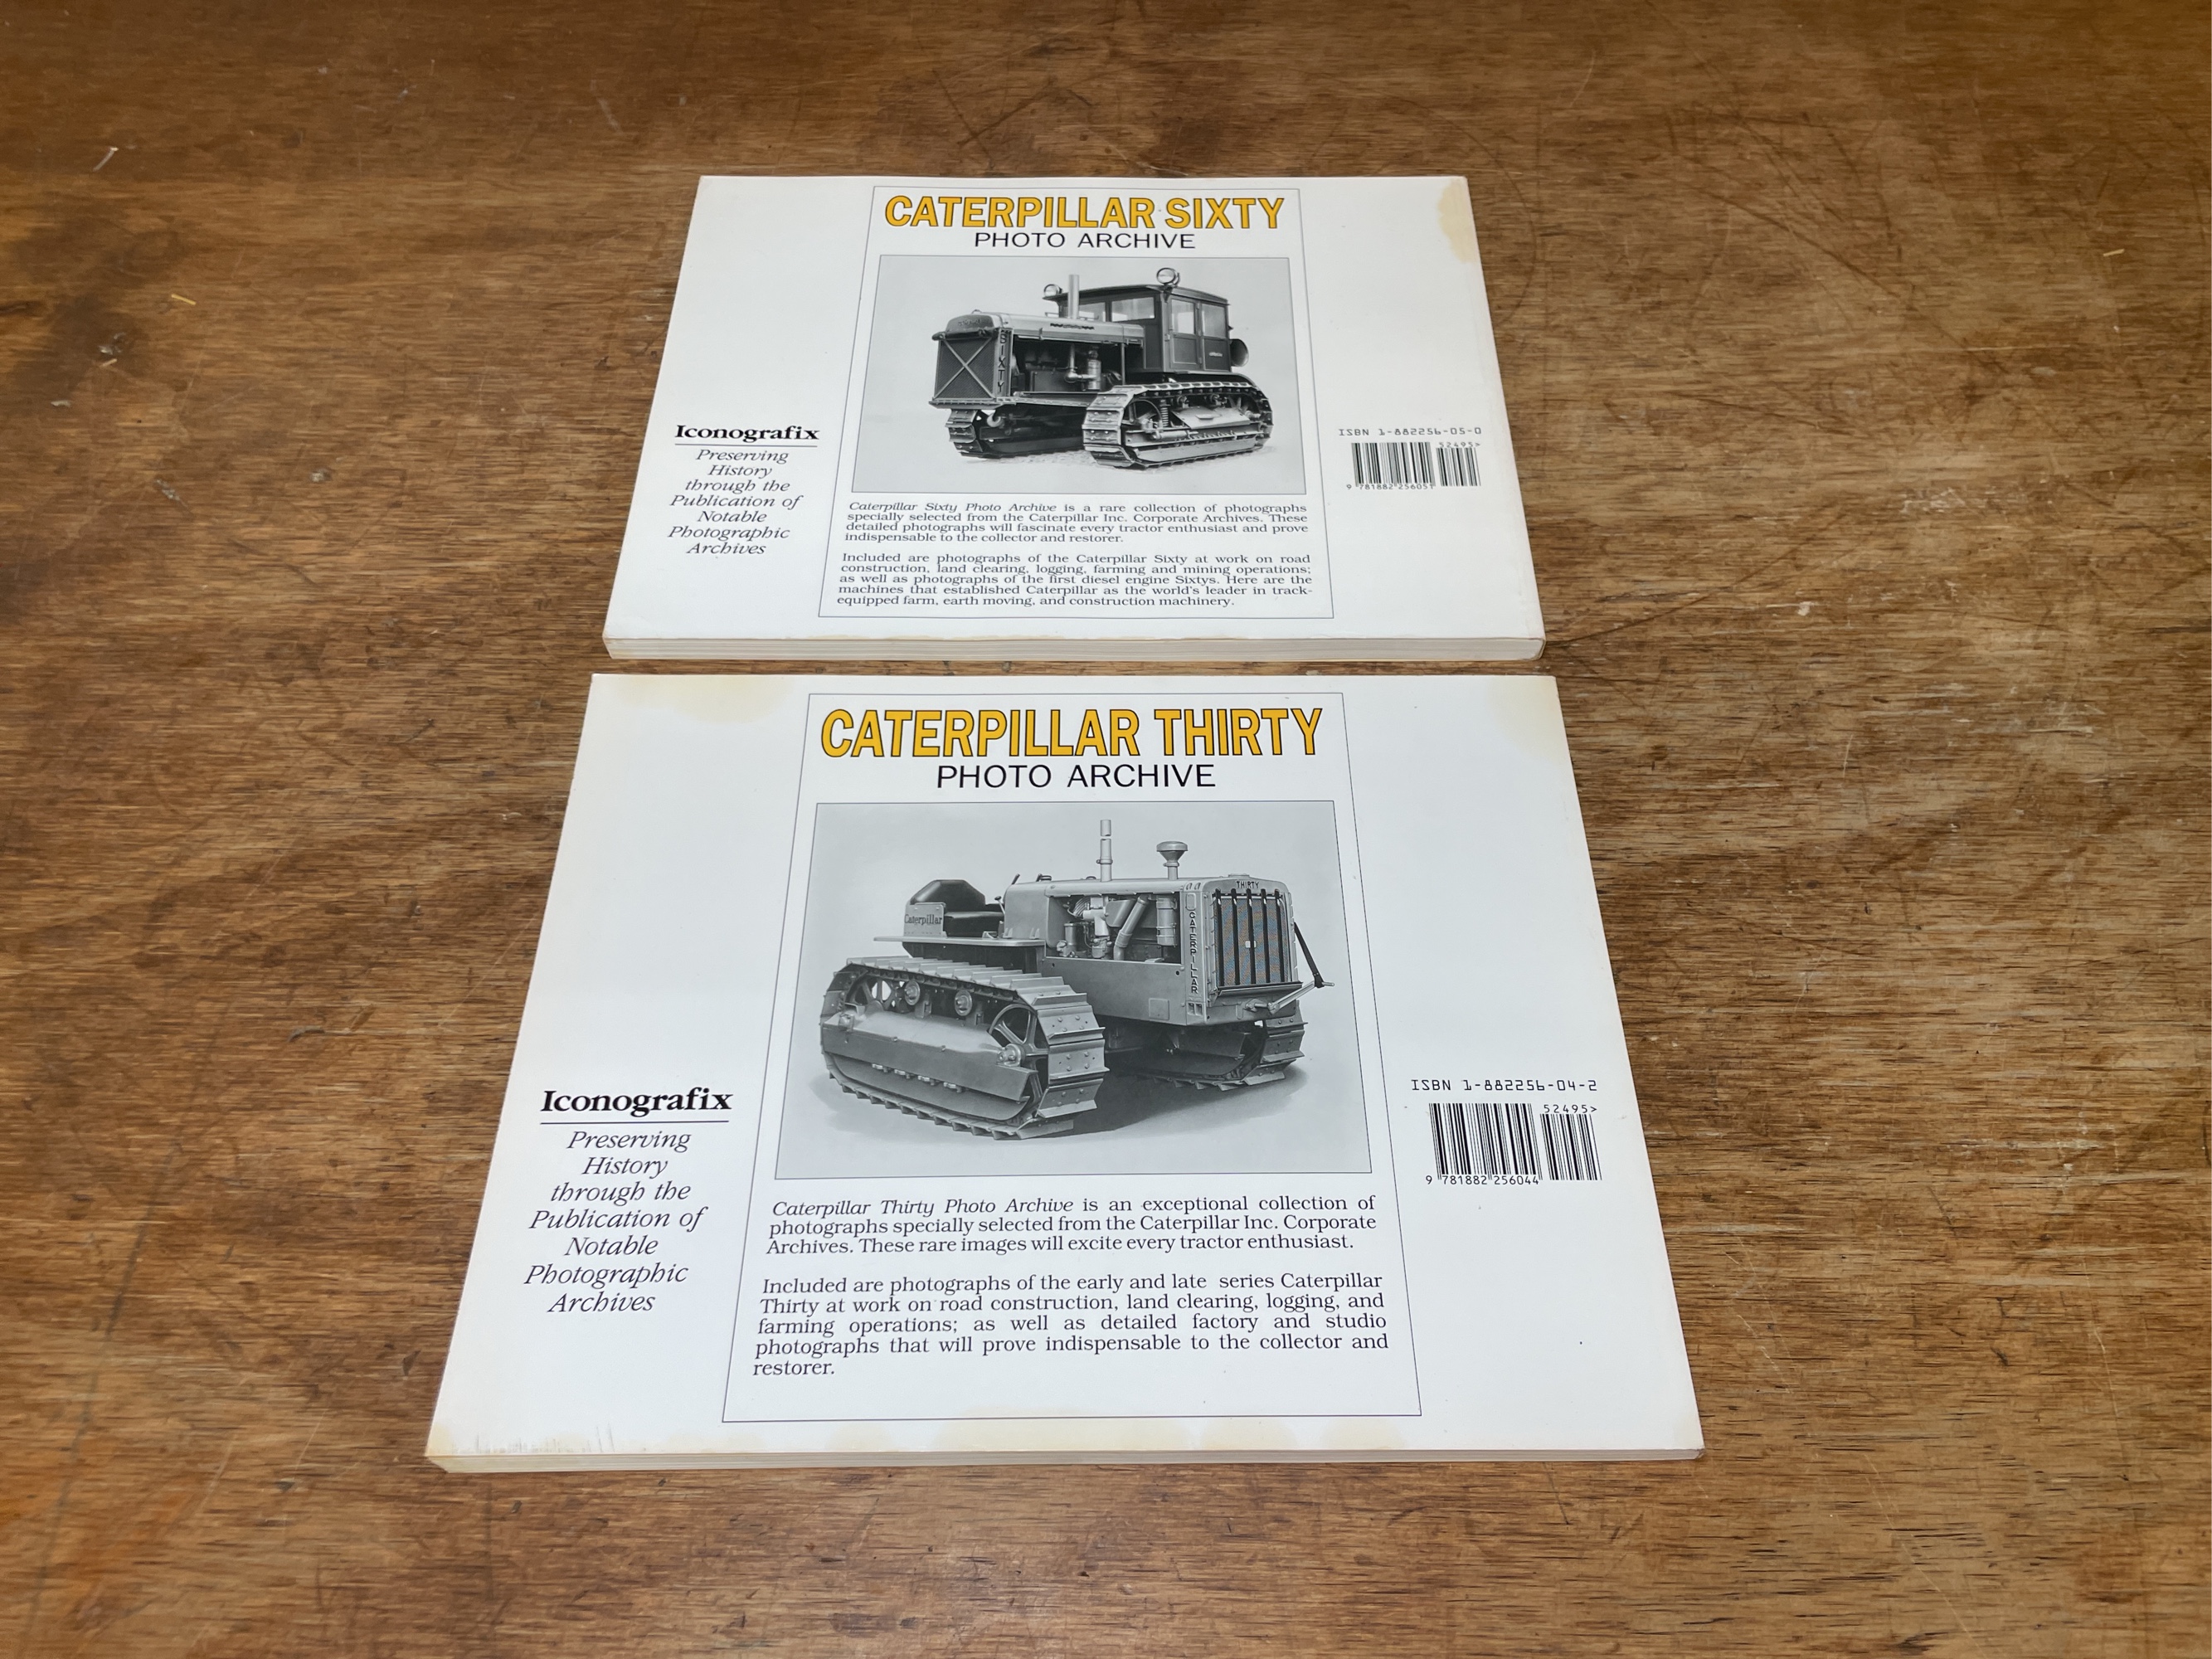 CATERPILLAR SIXTY
PHOTO ARCHIVE
SIXTY
Iconografix
Preserving
History
through the
Publication of
Notable
Photographic
Archives
Caterpillar Sixty Photo Archive is a rare collection of photographs
specially selected from the Caterpillar Inc. Corporate Archives. These
detailed photographs will fascinate every tractor enthusiast and prove
indispensable to the collector and restorer.
Included are photographs of the Caterpillar Sixty at work on road
construction, land clearing, logging, farming and mining operations;
as well as photographs of the first diesel engine Sixtys. Here are the
machines that established Caterpillar as the world's leader in track-
equipped farm, earth moving, and construction machinery.
ISBN 1-882256-05-0
52495>
9 781882 256051
CATERPILLAR THIRTY
PHOTO ARCHIVE
THIRTY
Caterpillar
CATERPILLAR
Iconografix
Preserving
History
through the
Publication of
Notable
Photographic
Archives
Caterpillar Thirty Photo Archive is an exceptional collection of
photographs specially selected from the Caterpillar Inc. Corporate
Archives. These rare images will excite every tractor enthusiast.
Included are photographs of the early and late series Caterpillar
Thirty at work on road construction, land clearing, logging, and
farming operations; as well as detailed factory and studio
photographs that will prove indispensable to the collector and
restorer.
ISBN 1-882256-04-2
52495>
9 781882 256044